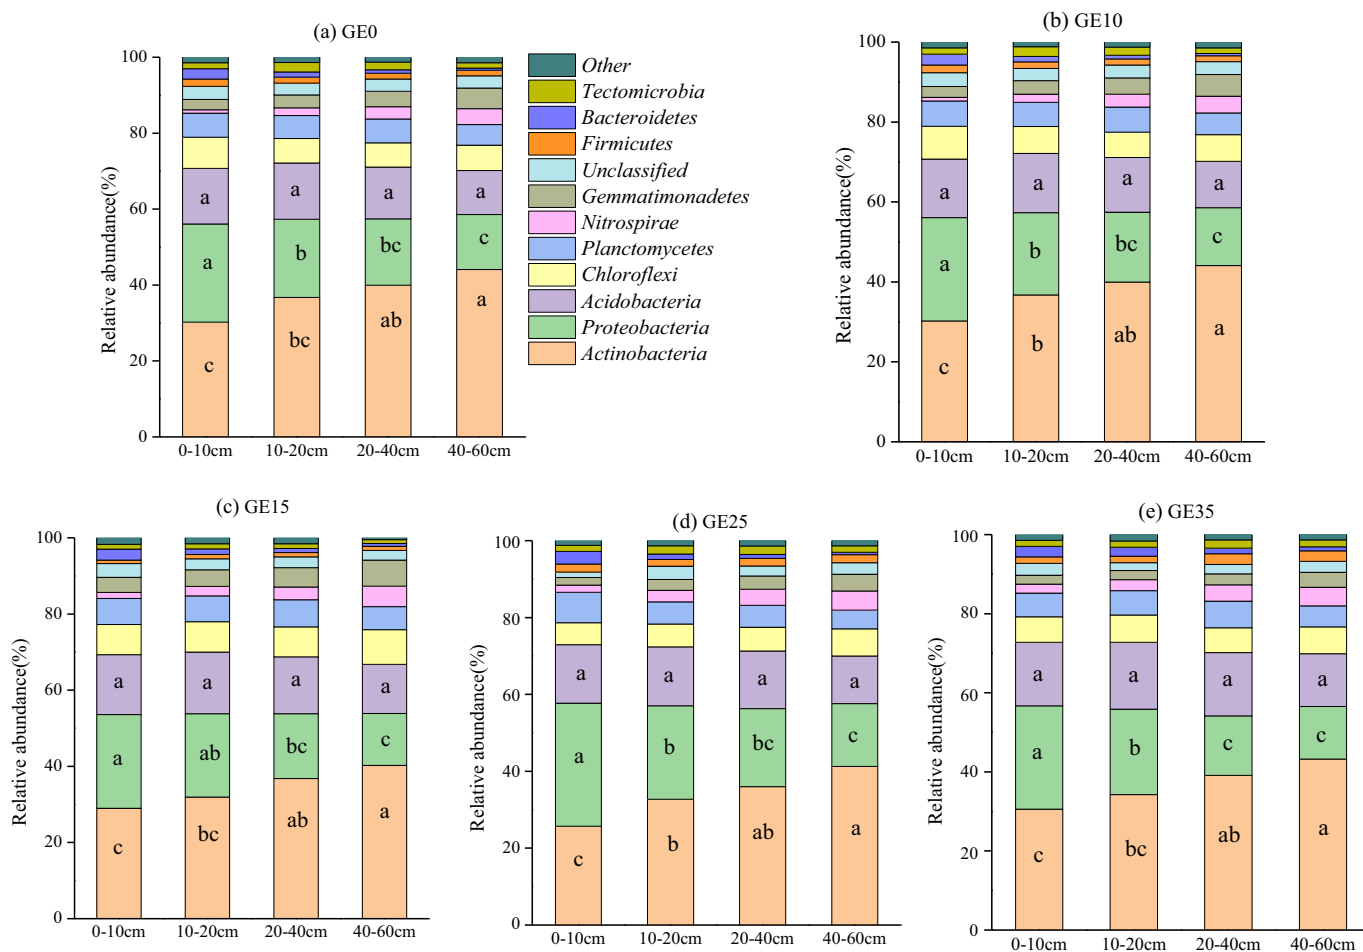 (a) GE0
Relative abundance(%)
100
80
60
40
20
0
a
a
a
a
a
b
bc
c
c
bc
ab
a
0-10cm
10-20cm
20-40cm
40-60cm
Other
Tectomicrobia
Bacteroidetes
Firmicutes
Unclassified
Gemmatimonadetes
Nitrospirae
Planctomycetes
Chloroflexi
Acidobacteria
Proteobacteria
Actinobacteria
(b) GE10
Relative abundance(%)
100
80
60
40
20
0
a
a
a
a
a
b
bc
c
c
b
ab
a
0-10cm
10-20cm
20-40cm
40-60cm
(c) GE15
Relative abundance(%)
100
80
60
40
20
0
a
a
a
a
a
ab
bc
c
c
bc
ab
a
0-10cm
10-20cm
20-40cm
40-60cm
(d) GE25
Relative abundance(%)
100
80
60
40
20
0
a
a
a
a
a
b
bc
c
c
b
ab
a
0-10cm
10-20cm
20-40cm
40-60cm
(e) GE35
Relative abundance(%)
100
80
60
40
20
0
a
a
a
a
a
b
c
c
c
bc
ab
a
0-10cm
10-20cm
20-40cm
40-60cm